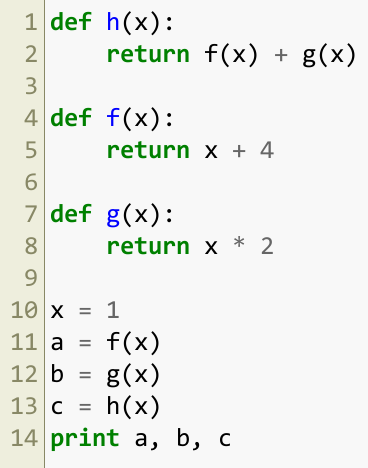 1 def h(x):
2     return f(x) + g(x)
3
4 def f(x):
5     return x + 4
6
7 def g(x):
8     return x * 2
9
10 x = 1
11 a = f(x)
12 b = g(x)
13 c = h(x)
14 print a, b, c